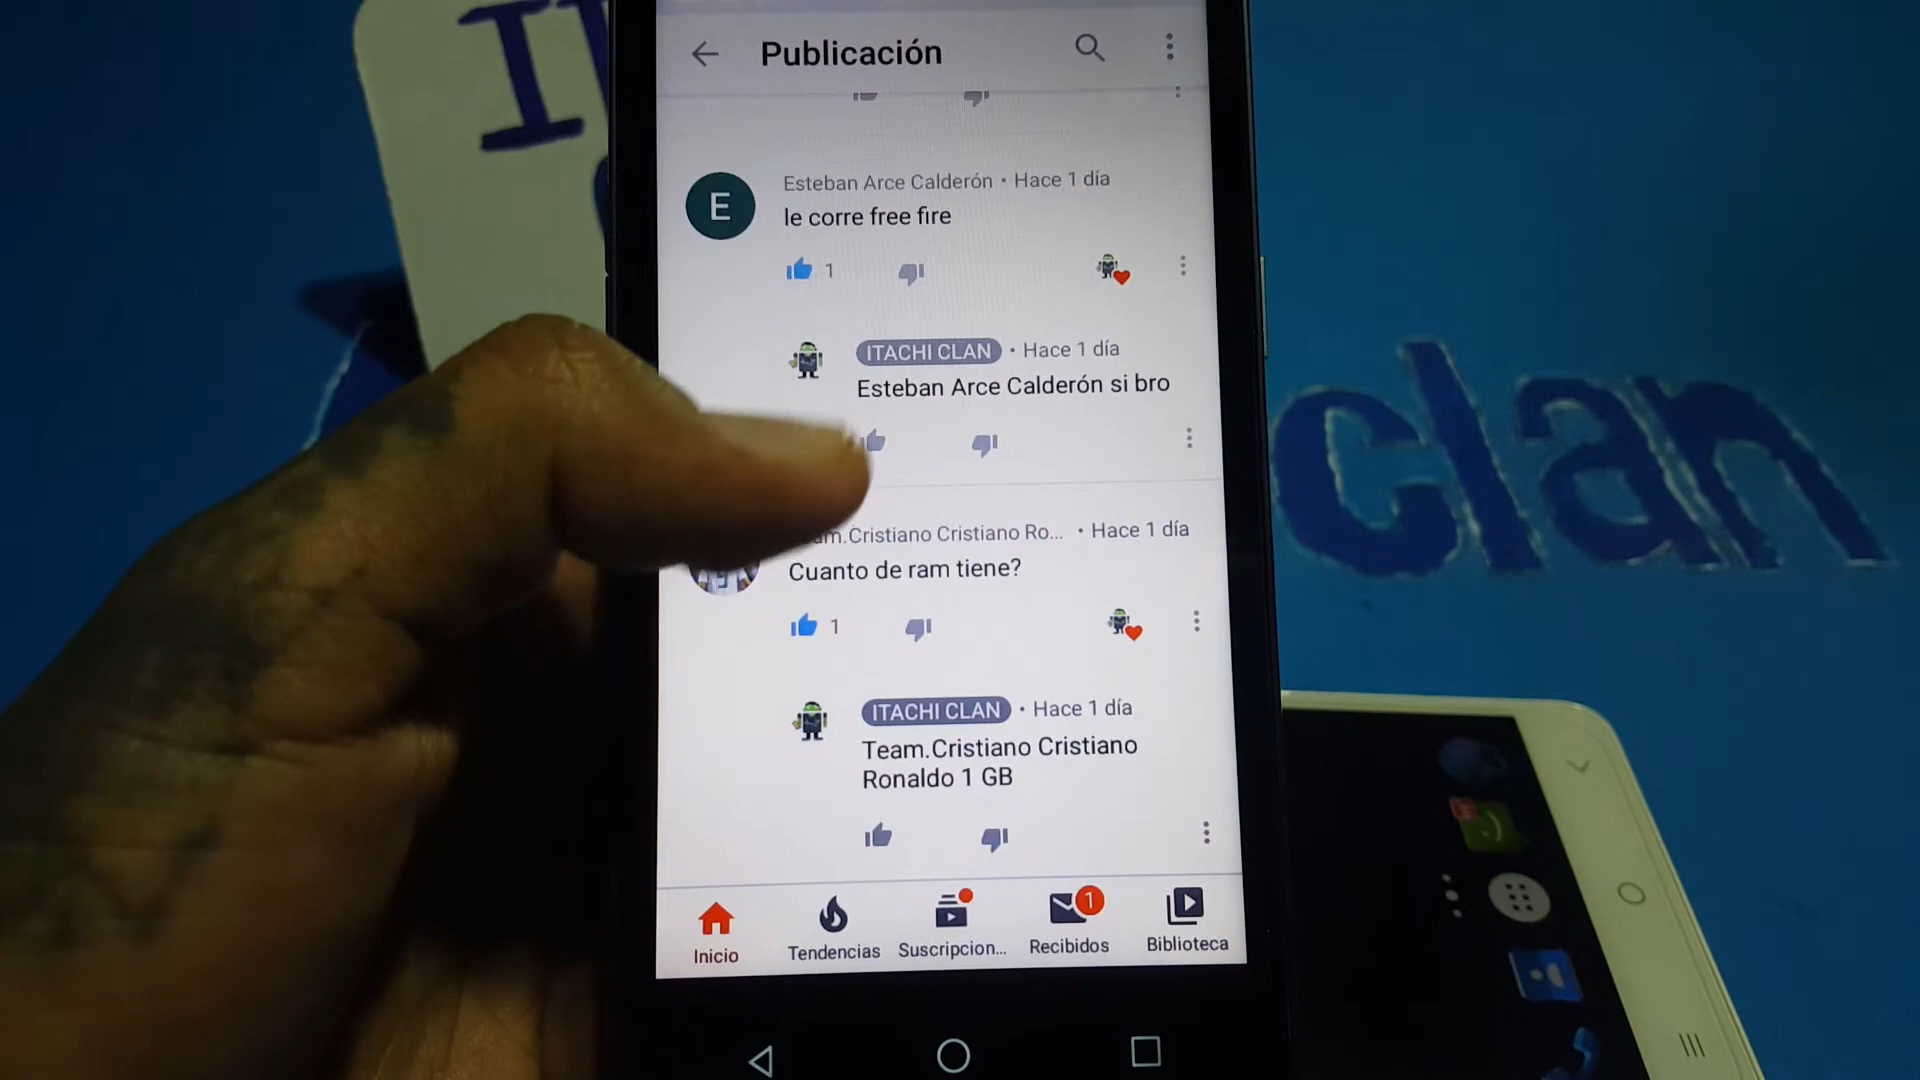 Publicación
Esteban Arce Calderón • Hace 1 día
le corre free fire
1
ITACHI CLAN • Hace 1 día
Esteban Arce Calderón si bro
Cristiano Cristiano Ro... • Hace 1 día
Cuanto de ram tiene?
1
ITACHI CLAN • Hace 1 día
Team.Cristiano Cristiano
Ronaldo 1 GB
Inicio
Tendencias
Suscripcion...
1
Recibidos
Biblioteca
E
clan